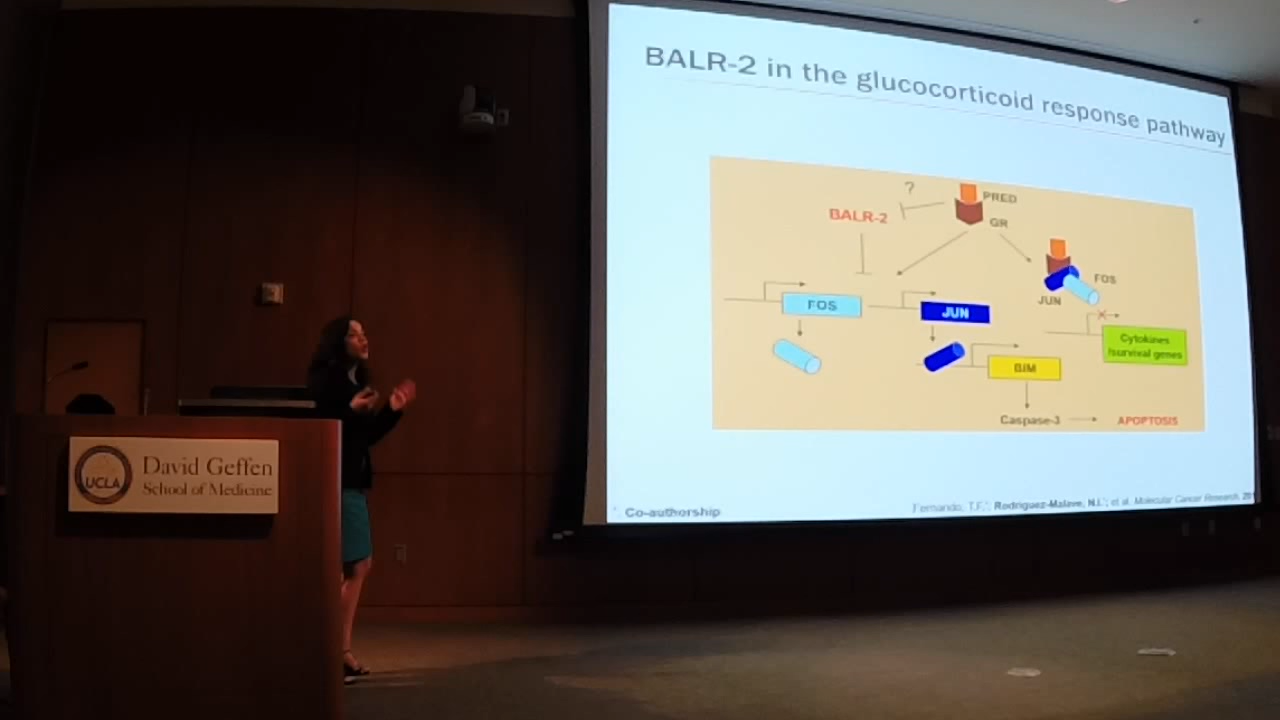 BALR-2 in the glucocorticoid response pathway
?
PRED
BALR-2
GR
FOS
JUN
FOS
JUN
Cytokines
/survival genes
BIM
Caspase-3
APOPTOSIS
* Co-authorship
Fernando, T.F.*; Rodriguez-Malave, N.I.*; et al. Molecular Cancer Research, 201
UCLA
David Geffen
School of Medicine